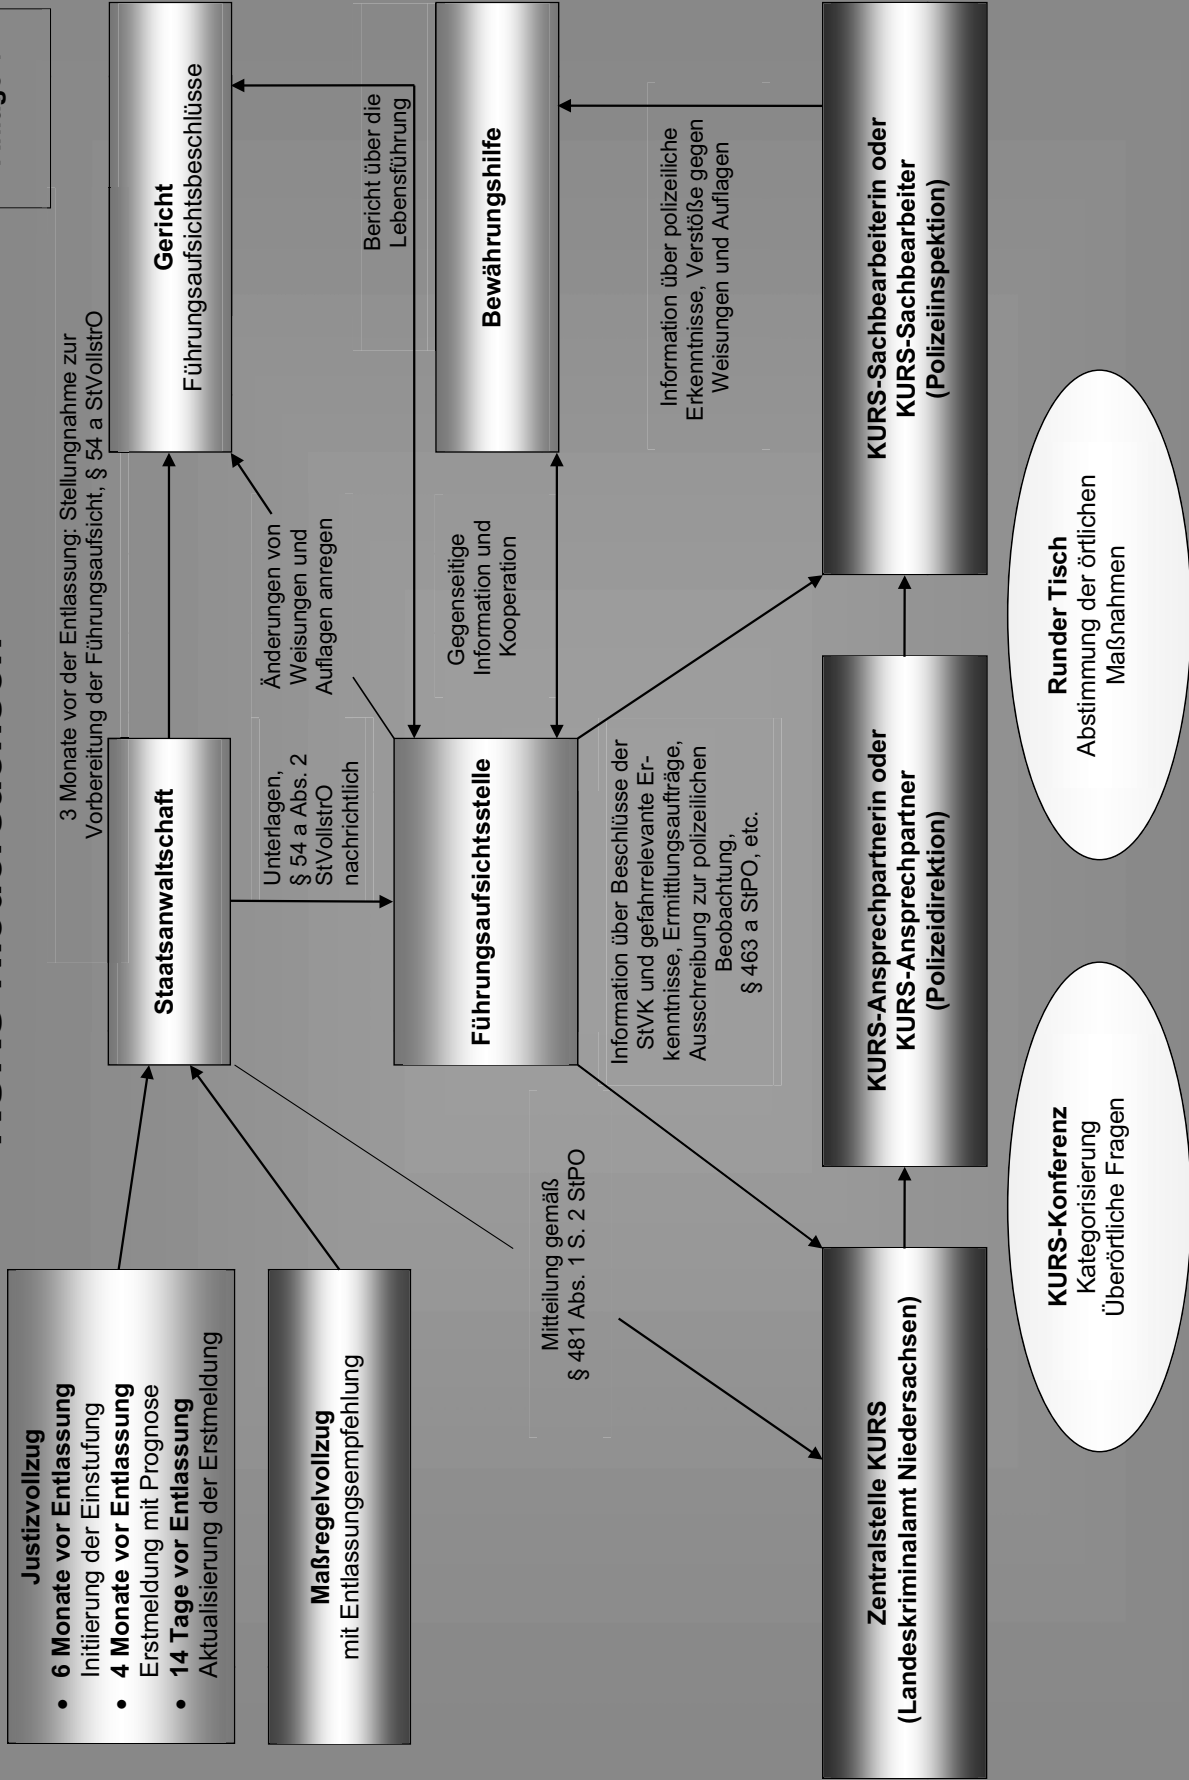 Justizvollzug
• 6 Monate vor Entlassung
Initiierung der Einstufung
• 4 Monate vor Entlassung
Erstmeldung mit Prognose
• 14 Tage vor Entlassung
Aktualisierung der Erstmeldung
Maßregelvollzug
mit Entlassungsempfehlung
3 Monate vor der Entlassung: Stellungnahme zur
Vorbereitung der Führungsaufsicht, § 54 a StVollstrO
Staatsanwaltschaft
Gericht
Führungsaufsichtsbeschlüsse
Unterlagen,
§ 54 a Abs. 2
StVollstrO
nachrichtlich
Änderungen von
Weisungen und
Auflagen anregen
Bericht über die
Lebensführung
Führungsaufsichtsstelle
Gegenseitige
Information und
Kooperation
Bewährungshilfe
Mitteilung gemäß
§ 481 Abs. 1 S. 2 StPO
Information über Beschlüsse der
StVK und gefahrrelevante Er-
kenntnisse, Ermittlungsaufträge,
Ausschreibung zur polizeilichen
Beobachtung,
§ 463 a StPO, etc.
Information über polizeiliche
Erkenntnisse, Verstöße gegen
Weisungen und Auflagen
Zentralstelle KURS
(Landeskriminalamt Niedersachsen)
KURS-Ansprechpartnerin oder
KURS-Ansprechpartner
(Polizeidirektion)
KURS-Sachbearbeiterin oder
KURS-Sachbearbeiter
(Polizeiinspektion)
KURS-Konferenz
Kategorisierung
Überörtliche Fragen
Runder Tisch
Abstimmung der örtlichen
Maßnahmen